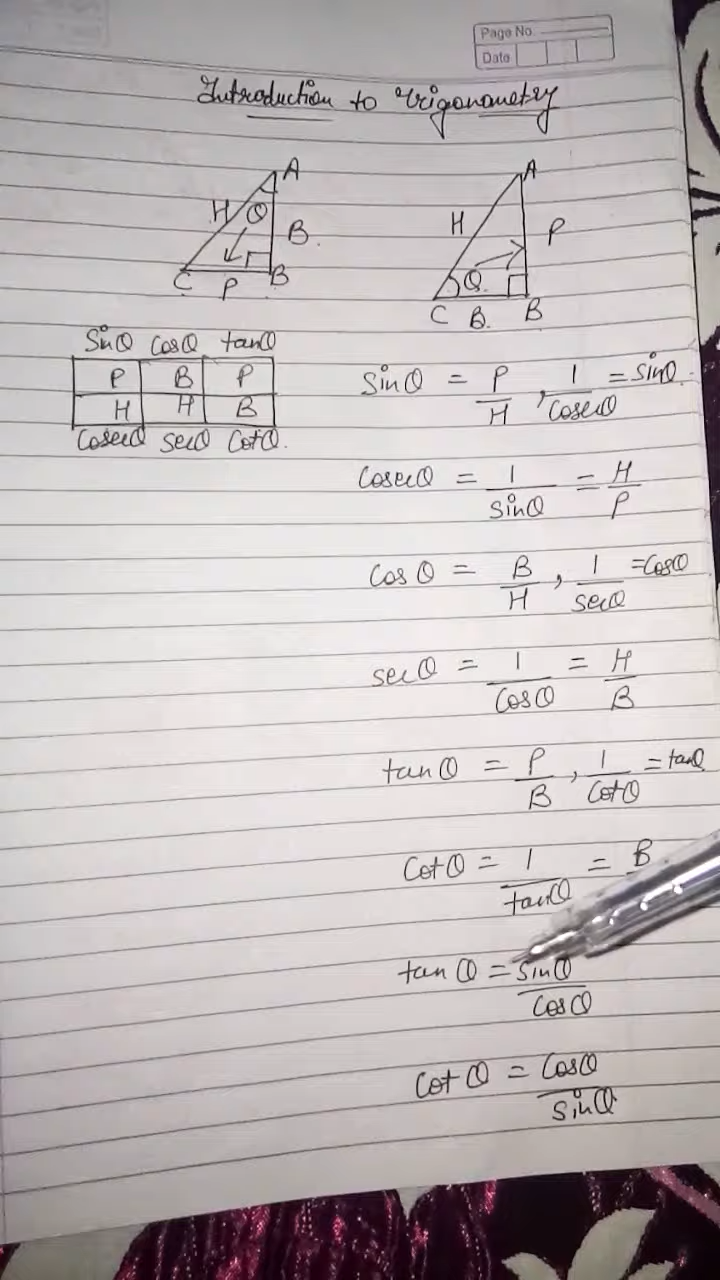 Page No.
Date
Introduction to Trigonometry
A
H θ B.
C P B
A
H P
θ
C B. B
Sinθ Cosθ tanθ
P B P
H H B
Cosecθ secθ Cotθ.
Sinθ = P/H , 1/Cosecθ = sinθ.
Cosecθ = 1/sinθ = H/P
Cosθ = B/H , 1/secθ = Cosθ
secθ = 1/Cosθ = H/B
tanθ = P/B , 1/Cotθ = tanθ
Cotθ = 1/tanθ = B
tanθ = sinθ/Cosθ
Cotθ = Cosθ/sinθ